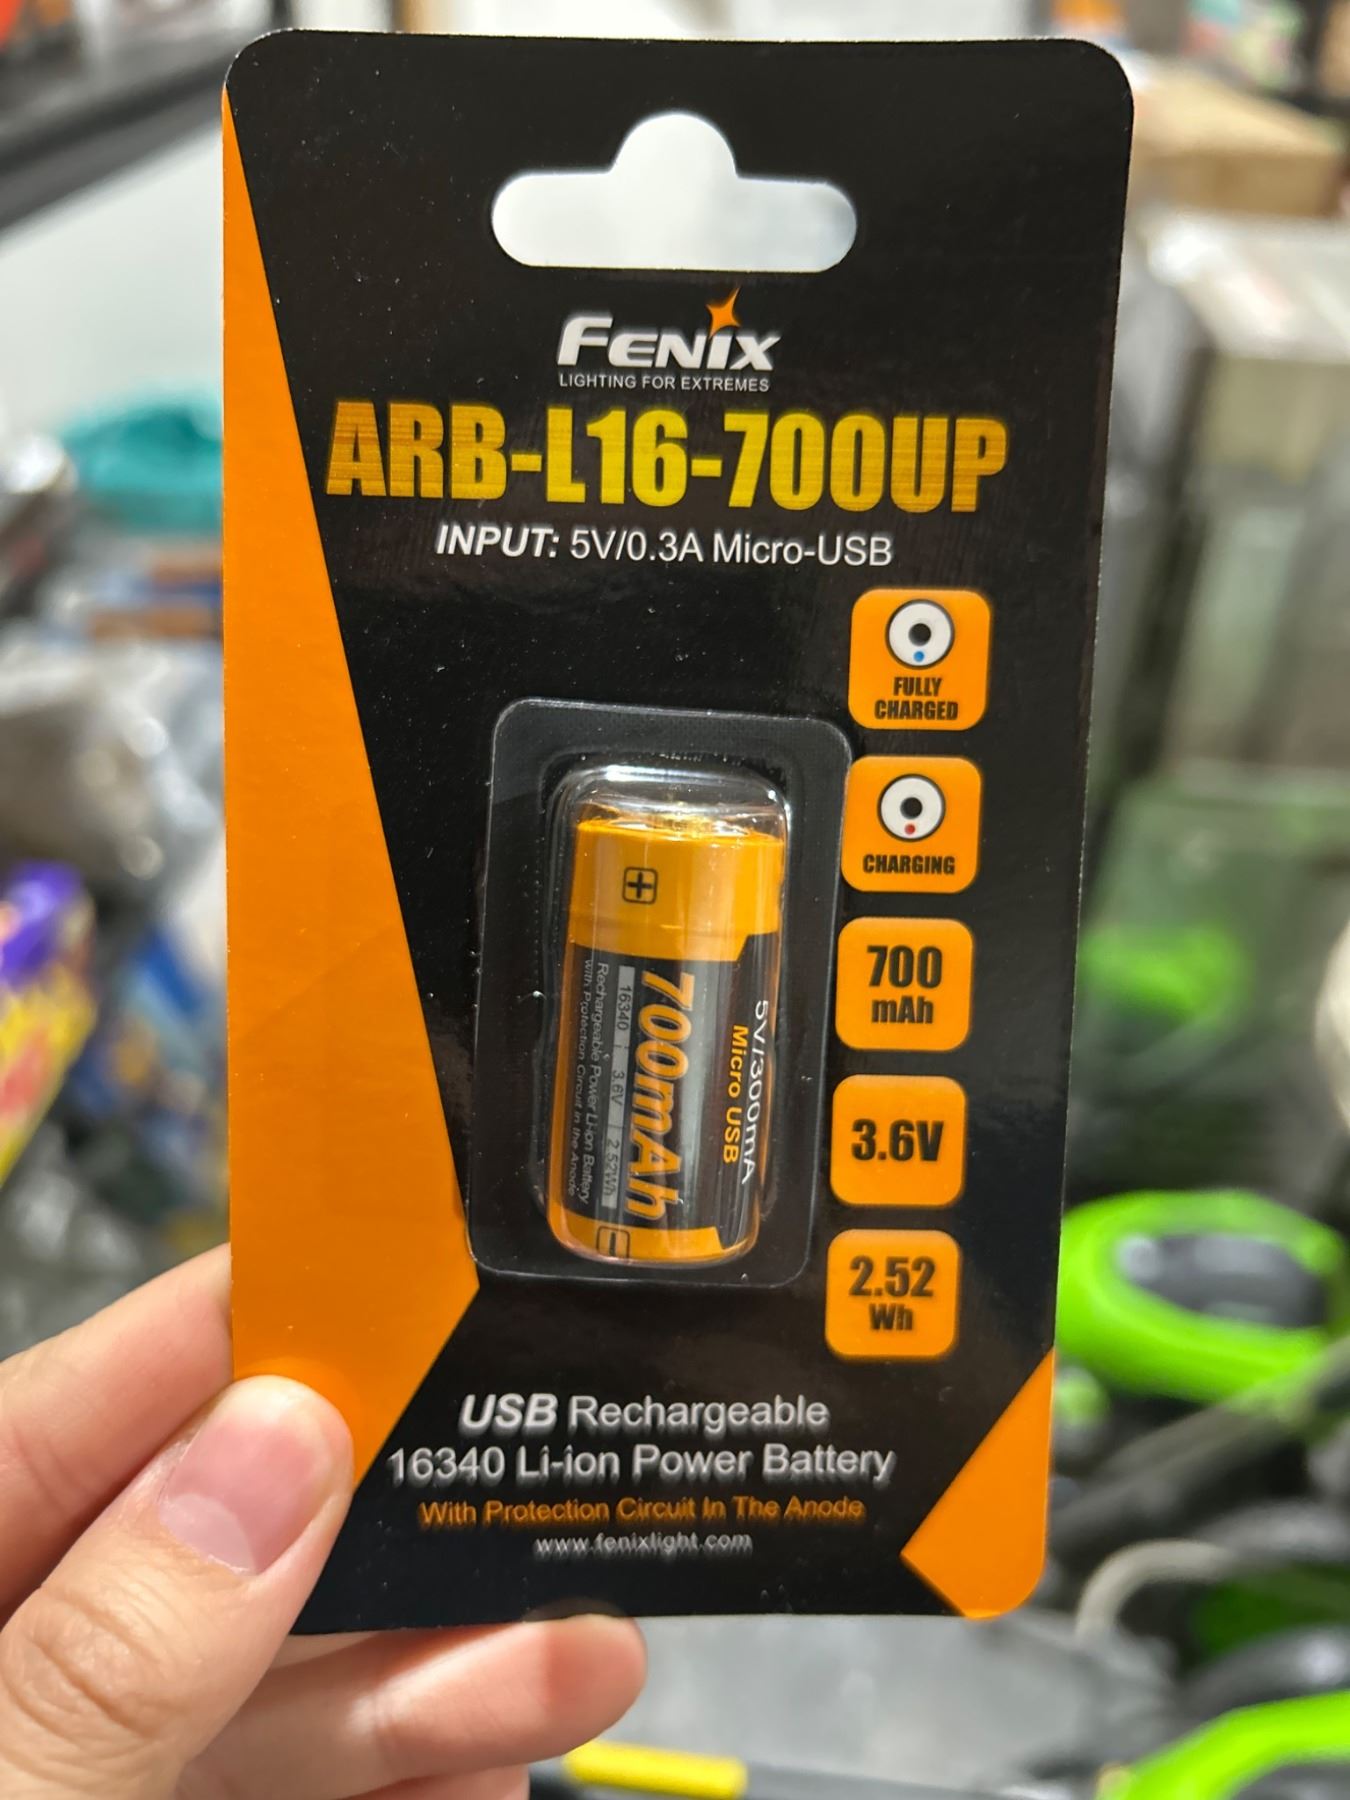 FENIX
LIGHTING FOR EXTREMES
ARB-L16-700UP
INPUT: 5V/0.3A Micro-USB
FULLY
CHARGED
CHARGING
700
mAh
3.6V
2.52
Wh
+
5V/300mA
Micro USB
700mAh
16340 | 3.6V | 2.52Wh
Rechargeable Power Li-ion Battery
with Protection Circuit in the Anode
USB Rechargeable
16340 Li-ion Power Battery
With Protection Circuit In The Anode
www.fenixlight.com